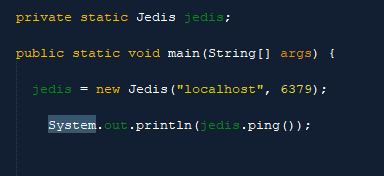 private static Jedis jedis;
public static void main(String[] args) {
jedis = new Jedis("localhost", 6379);
System.out.println(jedis.ping());